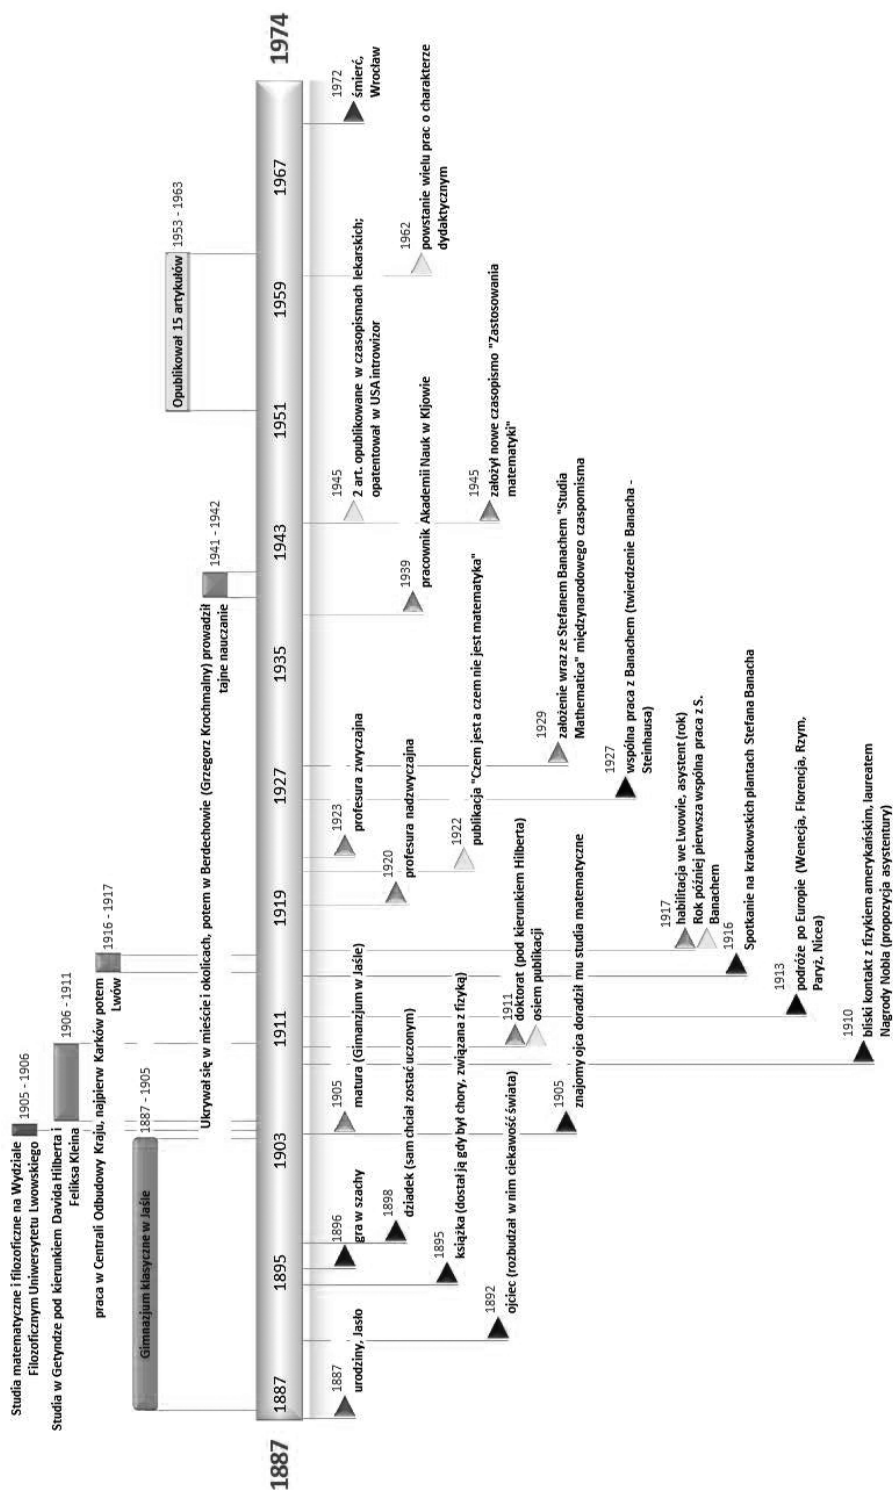 Studia matematyczne i filozoficzne na Wydziale
Filozoficznym Uniwersytetu Lwowskiego
1905 - 1906
Studia w Getyndze pod kierunkiem Davida Hilberta i
Feliksa Kleina
1906 - 1911
praca w Centrali Odbudowy Kraju, najpierw Karków potem
Lwów
1916 - 1917
Gimnazjum klasyczne w Jaśle
1887 - 1905
Opublikował 15 artykułów
1953 - 1963
Ukrywał się w mieście i okolicach, potem w Berdechowie (Grzegorz Krochmalny) prowadził
tajne nauczanie
1941 - 1942
1887
1887
1895
1903
1911
1919
1927
1935
1943
1951
1959
1967
1974
1887
urodziny, Jasło
1896
gra w szachy
1905
matura (Gimanzjum w Jaśle)
1923
profesura zwyczajna
1945
2 art. opublikowane w czasopismach lekarskich;
opatentował w USA introwizor
1972
śmierć,
Wrocław
1898
dziadek (sam chciał zostać uczonym)
1920
profesura nadzwyczajna
1939
pracownik Akademii Nauk w KIjowie
1962
powstanie wielu prac o charakterze
dydaktycznym
1895
książka (dostał ją gdy był chory, związana z fizyką)
1922
publikacja "Czem jest a czem nie jest matematyka"
1945
założył nowe czasopismo "Zastosowania
matematyki"
1892
ojciec (rozbudzał w nim ciekawość świata)
1911
doktorat (pod kierunkiem Hilberta)
osiem publikacji
1929
założenie wraz ze Stefanem Banachem "Studia
Mathematica" międzynarodowego czaspomisma
1905
znajomy ojca doradził mu studia matematyczne
1927
wspólna praca z Banachem (twierdzenie Banacha -
Steinhausa)
1917
habilitacja we Lwowie, asystent (rok)
Rok później pierwsza wspólna praca z S.
Banachem
1916
Spotkanie na krakowskich plantach Stefana Banacha
1913
podróże po Europie (Wenecja, Florencja, Rzym,
Paryż, Nicea)
1910
bliski kontakt z fizykiem amerykańskim, laureatem
Nagrody Nobla (propozycja asystentury)